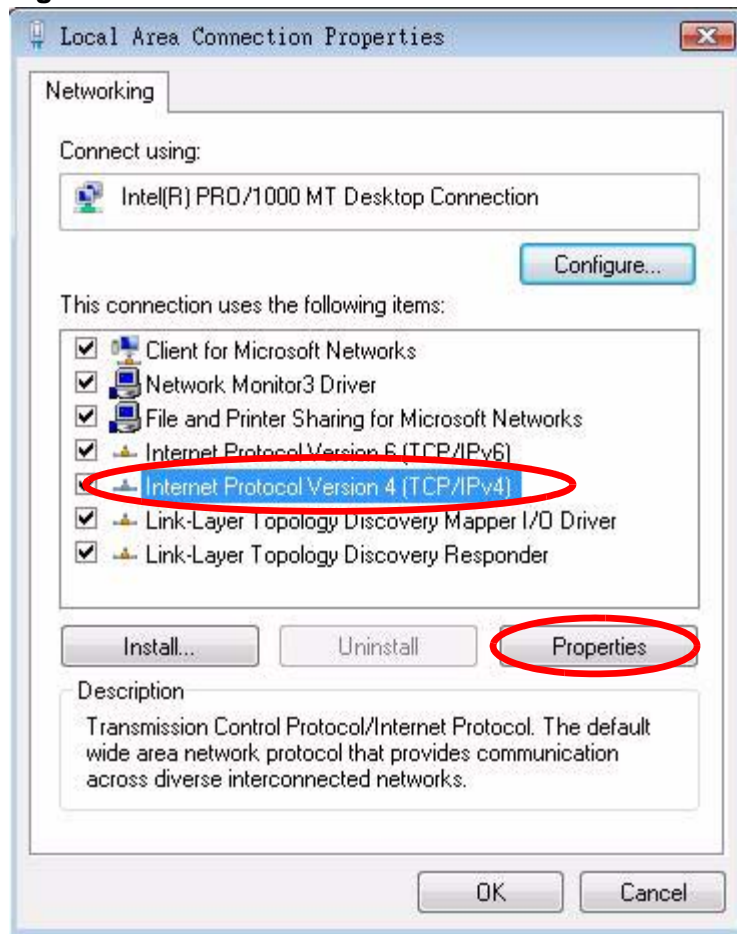 Local Area Connection Properties
Networking
Connect using:
Intel(R) PRO/1000 MT Desktop Connection
Configure...
This connection uses the following items:
Client for Microsoft Networks
Network Monitor3 Driver
File and Printer Sharing for Microsoft Networks
Internet Protocol Version 6 (TCP/IPv6)
Internet Protocol Version 4 (TCP/IPv4)
Link-Layer Topology Discovery Mapper I/O Driver
Link-Layer Topology Discovery Responder
Install... Uninstall Properties
Description
Transmission Control Protocol/Internet Protocol. The default
wide area network protocol that provides communication
across diverse interconnected networks.
OK Cancel